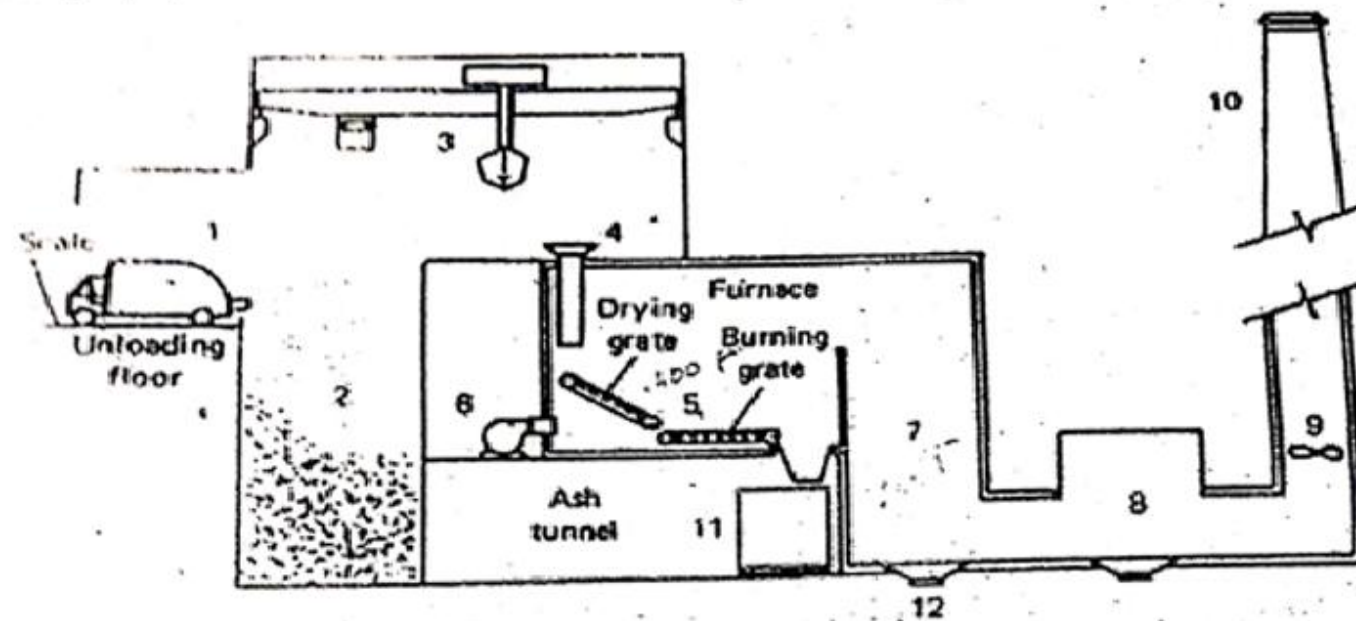 10
3
1
4
Scale
Furnace
Drying
grate
Burning
grate
Unloading
floor
2
6
5
7
9
8
Ash
tunnel
11
12